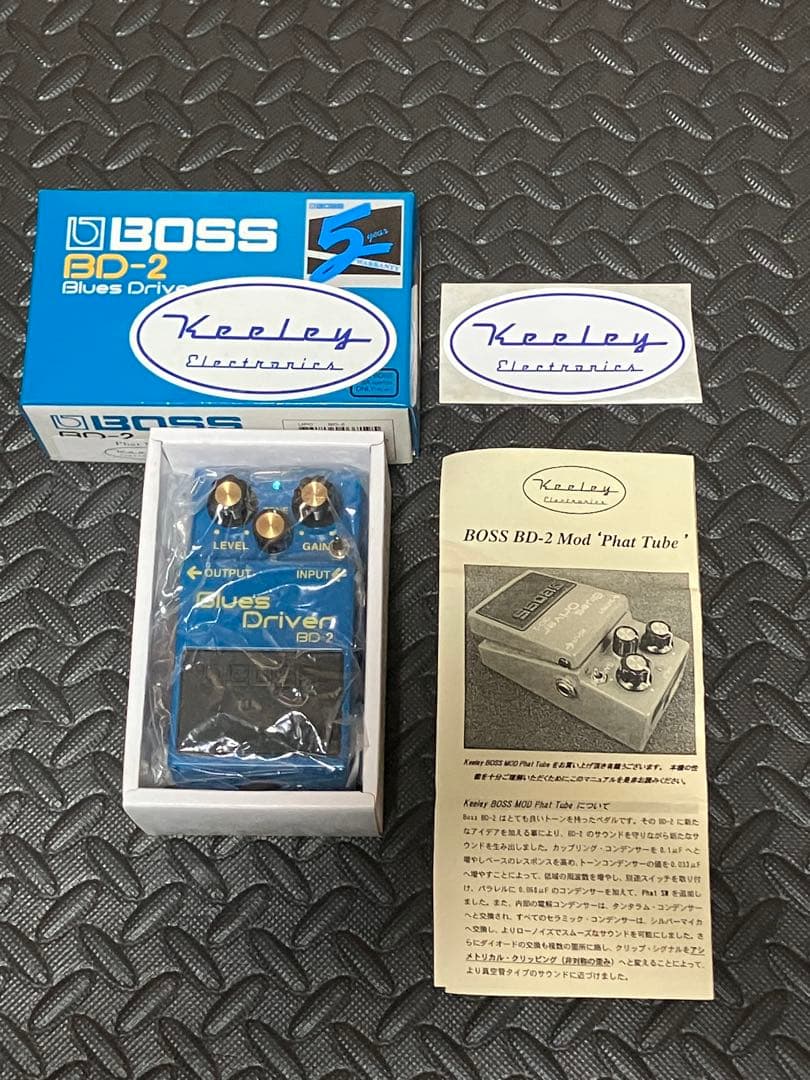 BOSS
5 year
WARRANTY
BD-2
Blues Drive
Keeley
Electronics
BOSS
BD-2
BD-2
Phat
Keeley
Electronics
LEVEL
GAIN
←OUTPUT
INPUT←
Blues
Driver
BD-2
BOSS
Keeley
Electronics
BOSS BD-2 Mod ‘Phat Tube’
BOSS
Blues Driver
Keeley BOSS MOD Phat Tube をお買い上げ頂き有難うございます。 本機の性
能を十分ご理解いただくためにこのマニュアルを是非お読みください。
Keeley BOSS MOD Phat Tube について
Boss BD-2 はとても良いトーンを持ったペダルです。その BD-2 に新た
なアイデアを加える事により、BD-2 のサウンドを守りながら新たなサ
ウンドを生み出しました。カップリング・コンデンサーを 0.1μF へと
増やしベースのレスポンスを高め、トーンコンデンサーの値を 0.033μF
へ増やすことによって、低域の周波数を増やし、別途スイッチを取り付
け、パラレルに 0.068μF のコンデンサーを加えて、Phat SW を追加し
ました。また、内部の電解コンデンサーは、タンタラム・コンデンサー
へと交換され、すべてのセラミック・コンデンサーは、シルバーマイカ
へ交換し、よりローノイズでスムーズなサウンドを可能にしました。さ
らにダイオードの交換も複数の箇所に施し、クリップ・シグナルをアシ
メトリカル・クリッピング（非対称の歪み）へと変えることによって、
より真空管タイプのサウンドに近づけました。